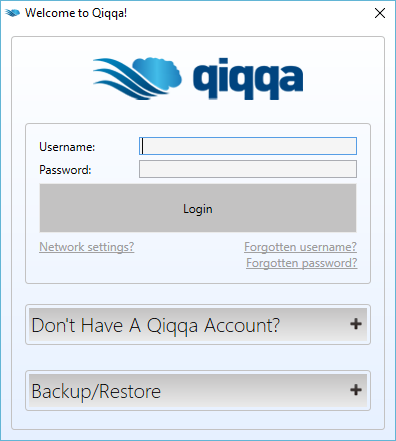 Welcome to Qiqqa!
qiqqa
Username:
Password:
Login
Network settings?
Forgotten username?
Forgotten password?
Don't Have A Qiqqa Account?
Backup/Restore